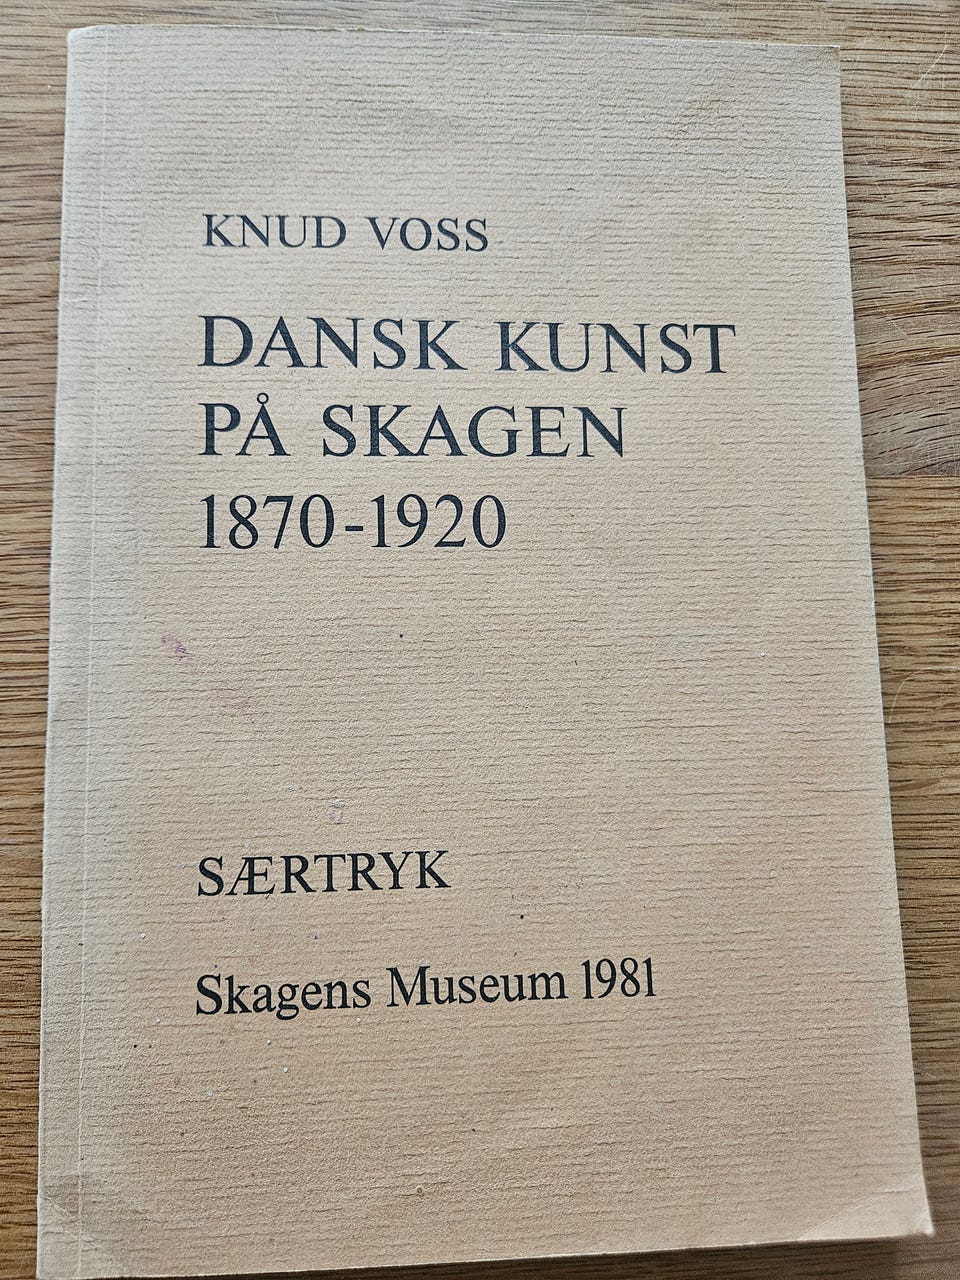 KNUD VOSS
DANSK KUNST
PÅ SKAGEN
1870-1920
SÆRTRYK
Skagens Museum 1981